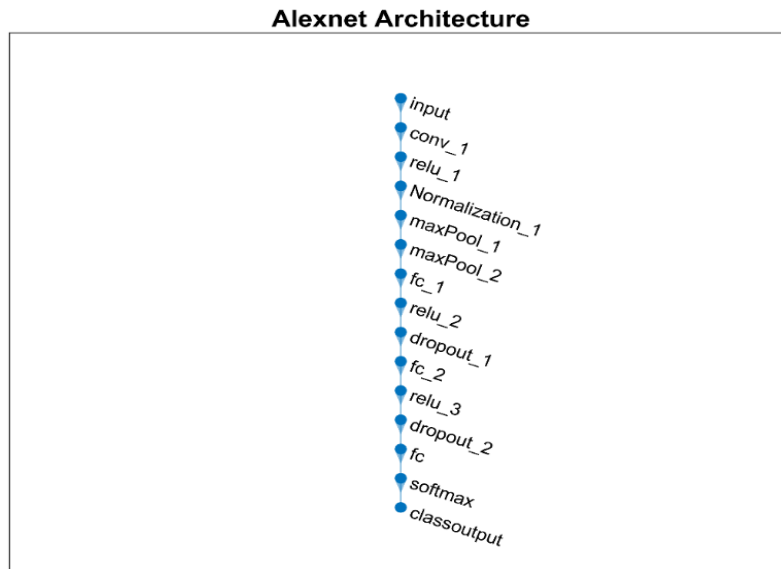 Alexnet Architecture
input
conv_1
relu_1
Normalization_1
maxPool_1
maxPool_2
fc_1
relu_2
dropout_1
fc_2
relu_3
dropout_2
fc
softmax
classoutput